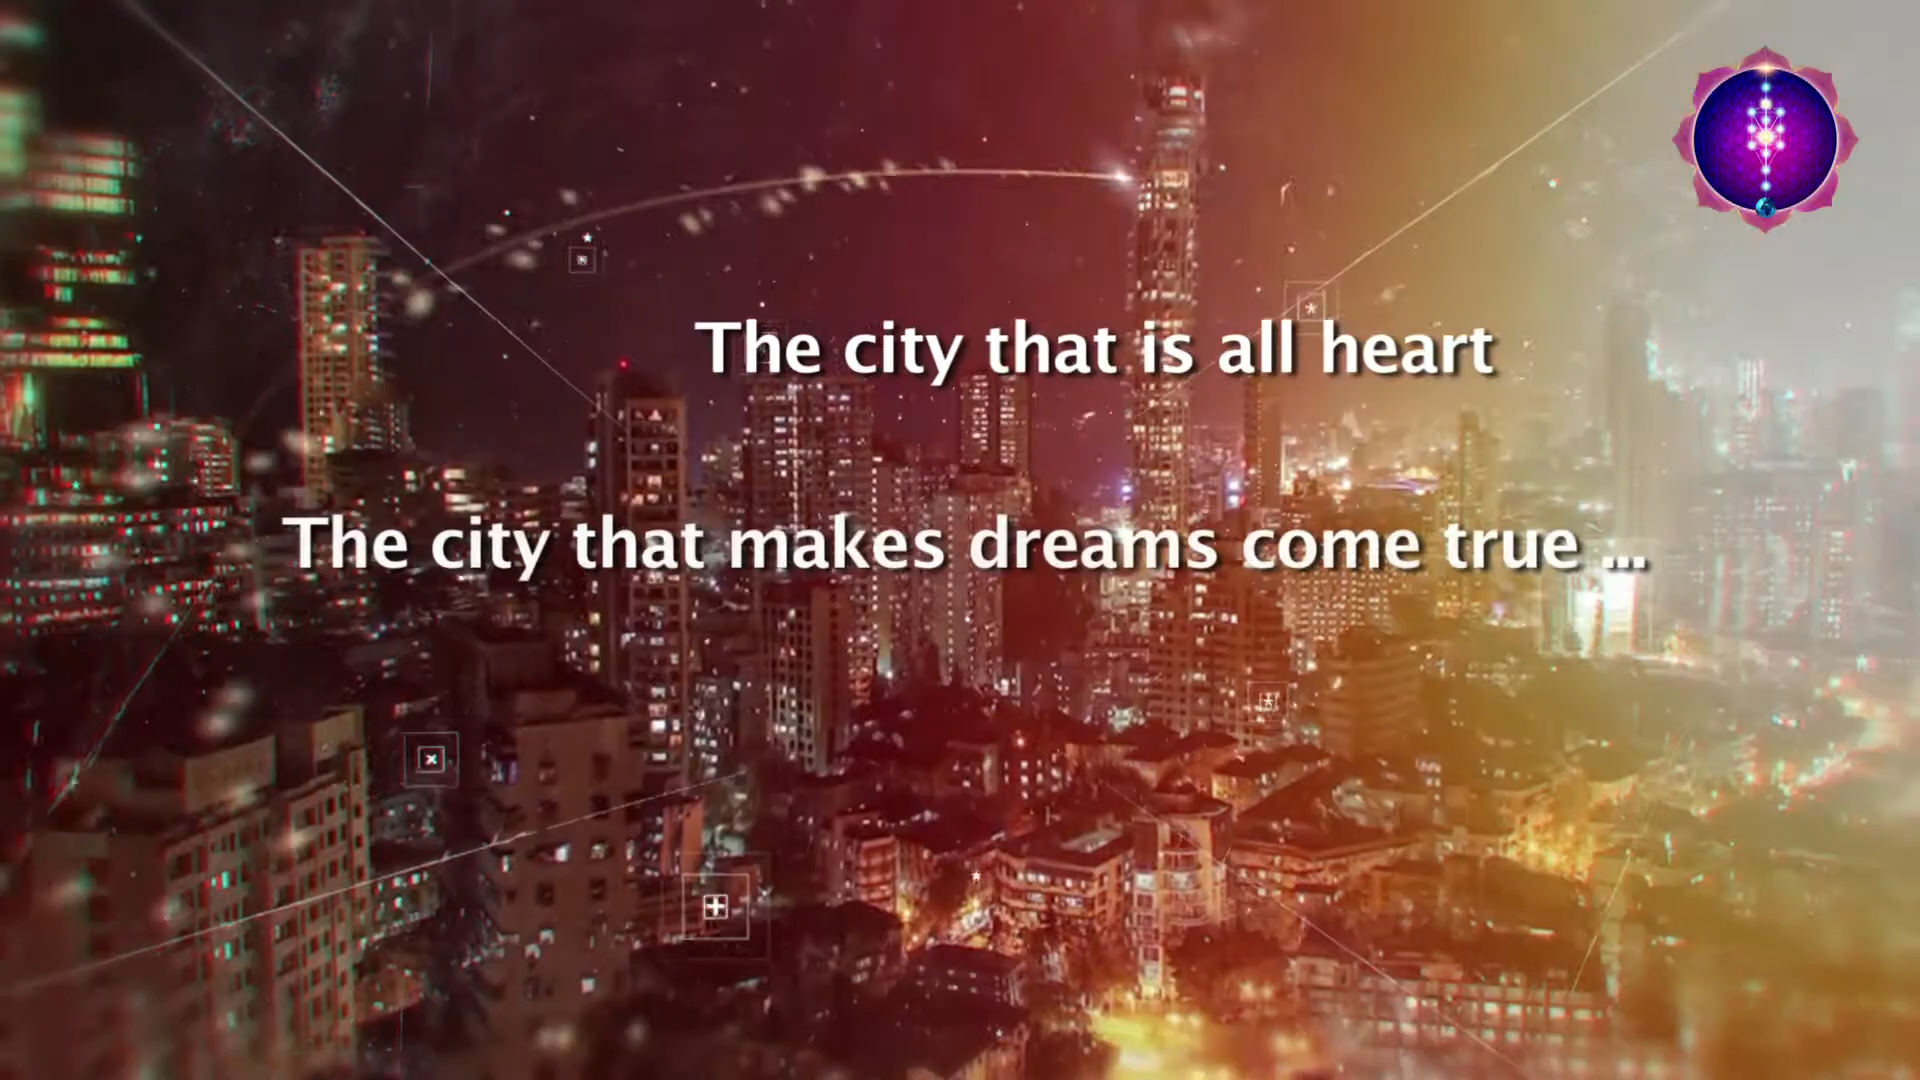 The city that is all heart
The city that makes dreams come true ...